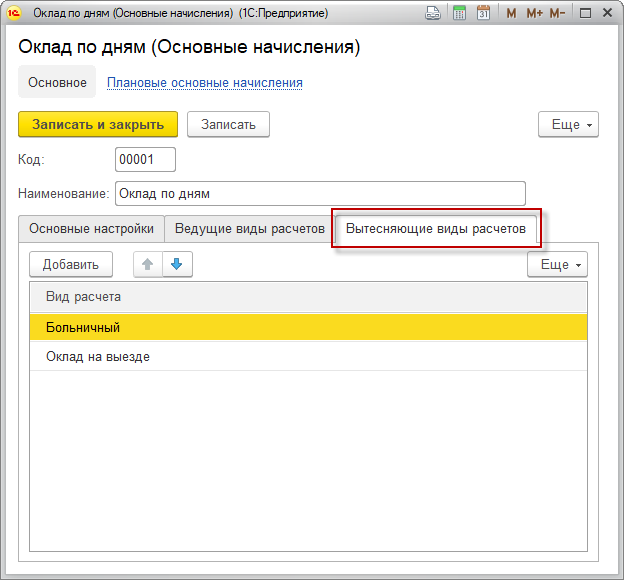 Оклад по дням (Основные начисления) (1С:Предприятие)
31 M M+ M-
Оклад по дням (Основные начисления)
Основное Плановые основные начисления
Записать и закрыть Записать Еще
Код: 00001
Наименование: Оклад по дням
Основные настройки Ведущие виды расчетов Вытесняющие виды расчетов
Добавить Еще
Вид расчета
Больничный
Оклад на выезде